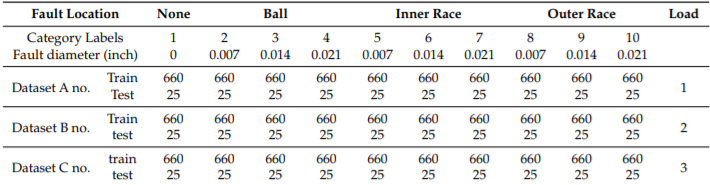 Fault Location None Ball Inner Race Outer Race Load
Category Labels 1 2 3 4 5 6 7 8 9 10
Fault diameter (inch) 0 0.007 0.014 0.021 0.007 0.014 0.021 0.007 0.014 0.021
Dataset A no. Train 660 660 660 660 660 660 660 660 660 660 1
Test 25 25 25 25 25 25 25 25 25 25
Dataset B no. Train 660 660 660 660 660 660 660 660 660 660 2
test 25 25 25 25 25 25 25 25 25 25
Dataset C no. train 660 660 660 660 660 660 660 660 660 660 3
test 25 25 25 25 25 25 25 25 25 25